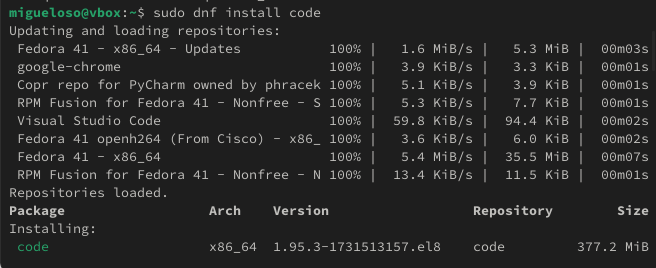 migueloso@vbox:~$ sudo dnf install code
Updating and loading repositories:
Fedora 41 - x86_64 - Updates 100% | 1.6 MiB/s | 5.3 MiB | 00m03s
google-chrome 100% | 3.9 KiB/s | 3.3 KiB | 00m01s
Copr repo for PyCharm owned by phracek 100% | 5.1 KiB/s | 3.9 KiB | 00m01s
RPM Fusion for Fedora 41 - Nonfree - S 100% | 5.3 KiB/s | 7.7 KiB | 00m01s
Visual Studio Code 100% | 59.8 KiB/s | 94.4 KiB | 00m02s
Fedora 41 openh264 (From Cisco) - x86_ 100% | 3.6 KiB/s | 6.0 KiB | 00m02s
Fedora 41 - x86_64 100% | 5.4 MiB/s | 35.5 MiB | 00m07s
RPM Fusion for Fedora 41 - Nonfree - N 100% | 13.4 KiB/s | 11.5 KiB | 00m01s
Repositories loaded.
Package Arch Version Repository Size
Installing:
code x86_64 1.95.3-1731513157.el8 code 377.2 MiB